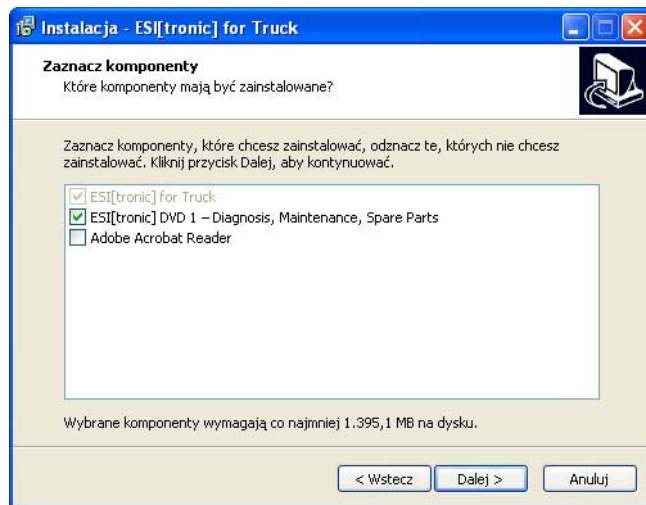 Instalacja - ESI[tronic] for Truck
Zaznacz komponenty
Które komponenty mają być zainstalowane?
Zaznacz komponenty, które chcesz zainstalować, odznacz te, których nie chcesz
zainstalować. Kliknij przycisk Dalej, aby kontynuować.
ESI[tronic] for Truck
ESI[tronic] DVD 1 – Diagnosis, Maintenance, Spare Parts
Adobe Acrobat Reader
Wybrane komponenty wymagają co najmniej 1.395,1 MB na dysku.
< Wstecz Dalej > Anuluj